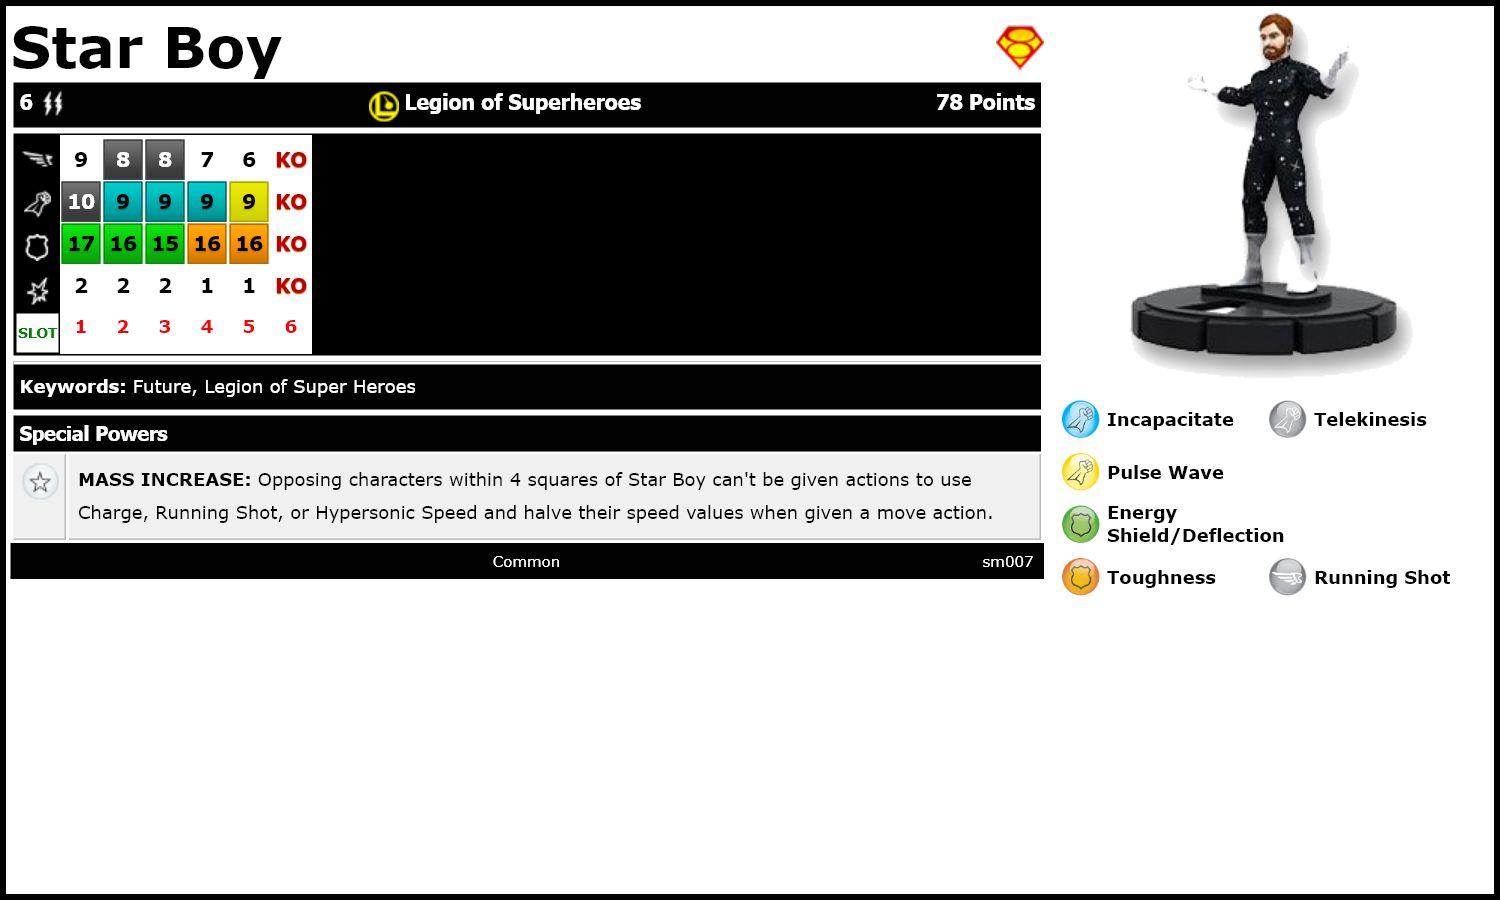 Star Boy
6 Legion of Superheroes 78 Points
9 8 8 7 6 KO
10 9 9 9 9 KO
17 16 15 16 16 KO
2 2 2 1 1 KO
SLOT 1 2 3 4 5 6
Keywords: Future, Legion of Super Heroes
Special Powers
MASS INCREASE: Opposing characters within 4 squares of Star Boy can't be given actions to use
Charge, Running Shot, or Hypersonic Speed and halve their speed values when given a move action.
Common sm007
Incapacitate Telekinesis
Pulse Wave
Energy
Shield/Deflection
Toughness Running Shot